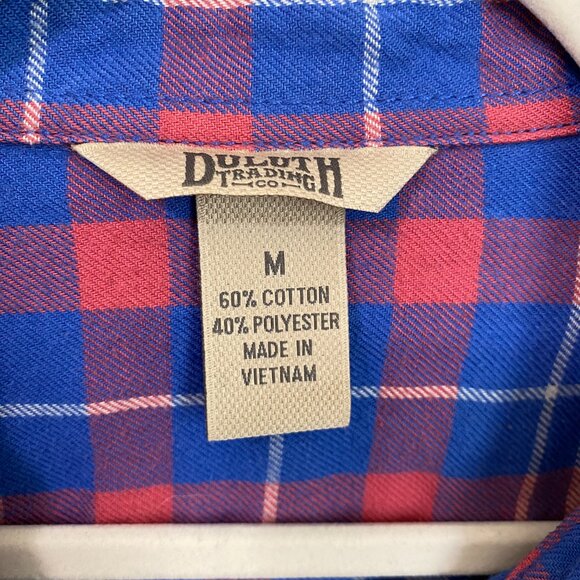 DULUTH
TRADING
CO
M
60% COTTON
40% POLYESTER
MADE IN
VIETNAM